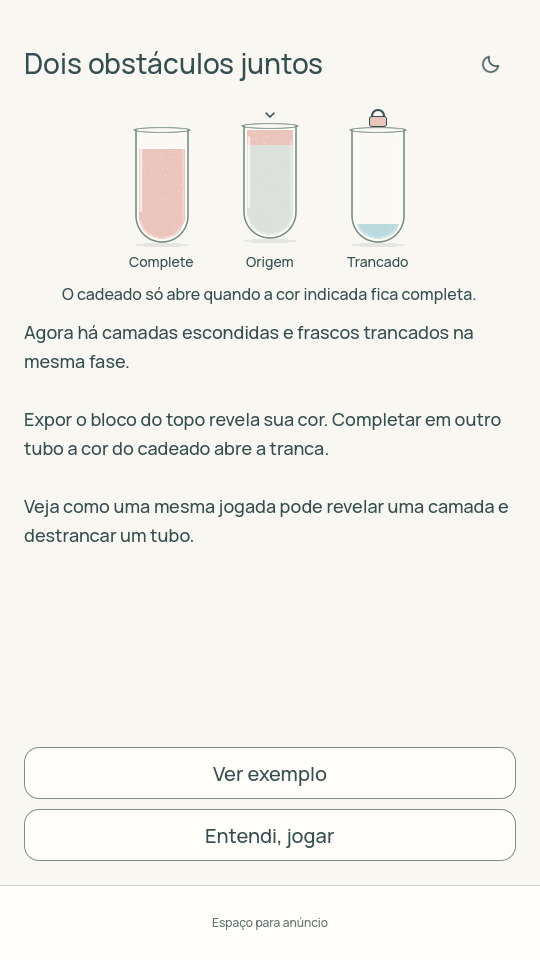 Dois obstáculos juntos
Complete
Origem
Trancado
O cadeado só abre quando a cor indicada fica completa.
Agora há camadas escondidas e frascos trancados na
mesma fase.
Expor o bloco do topo revela sua cor. Completar em outro
tubo a cor do cadeado abre a tranca.
Veja como uma mesma jogada pode revelar uma camada e
destrancar um tubo.
Ver exemplo
Entendi, jogar
Espaço para anúncio